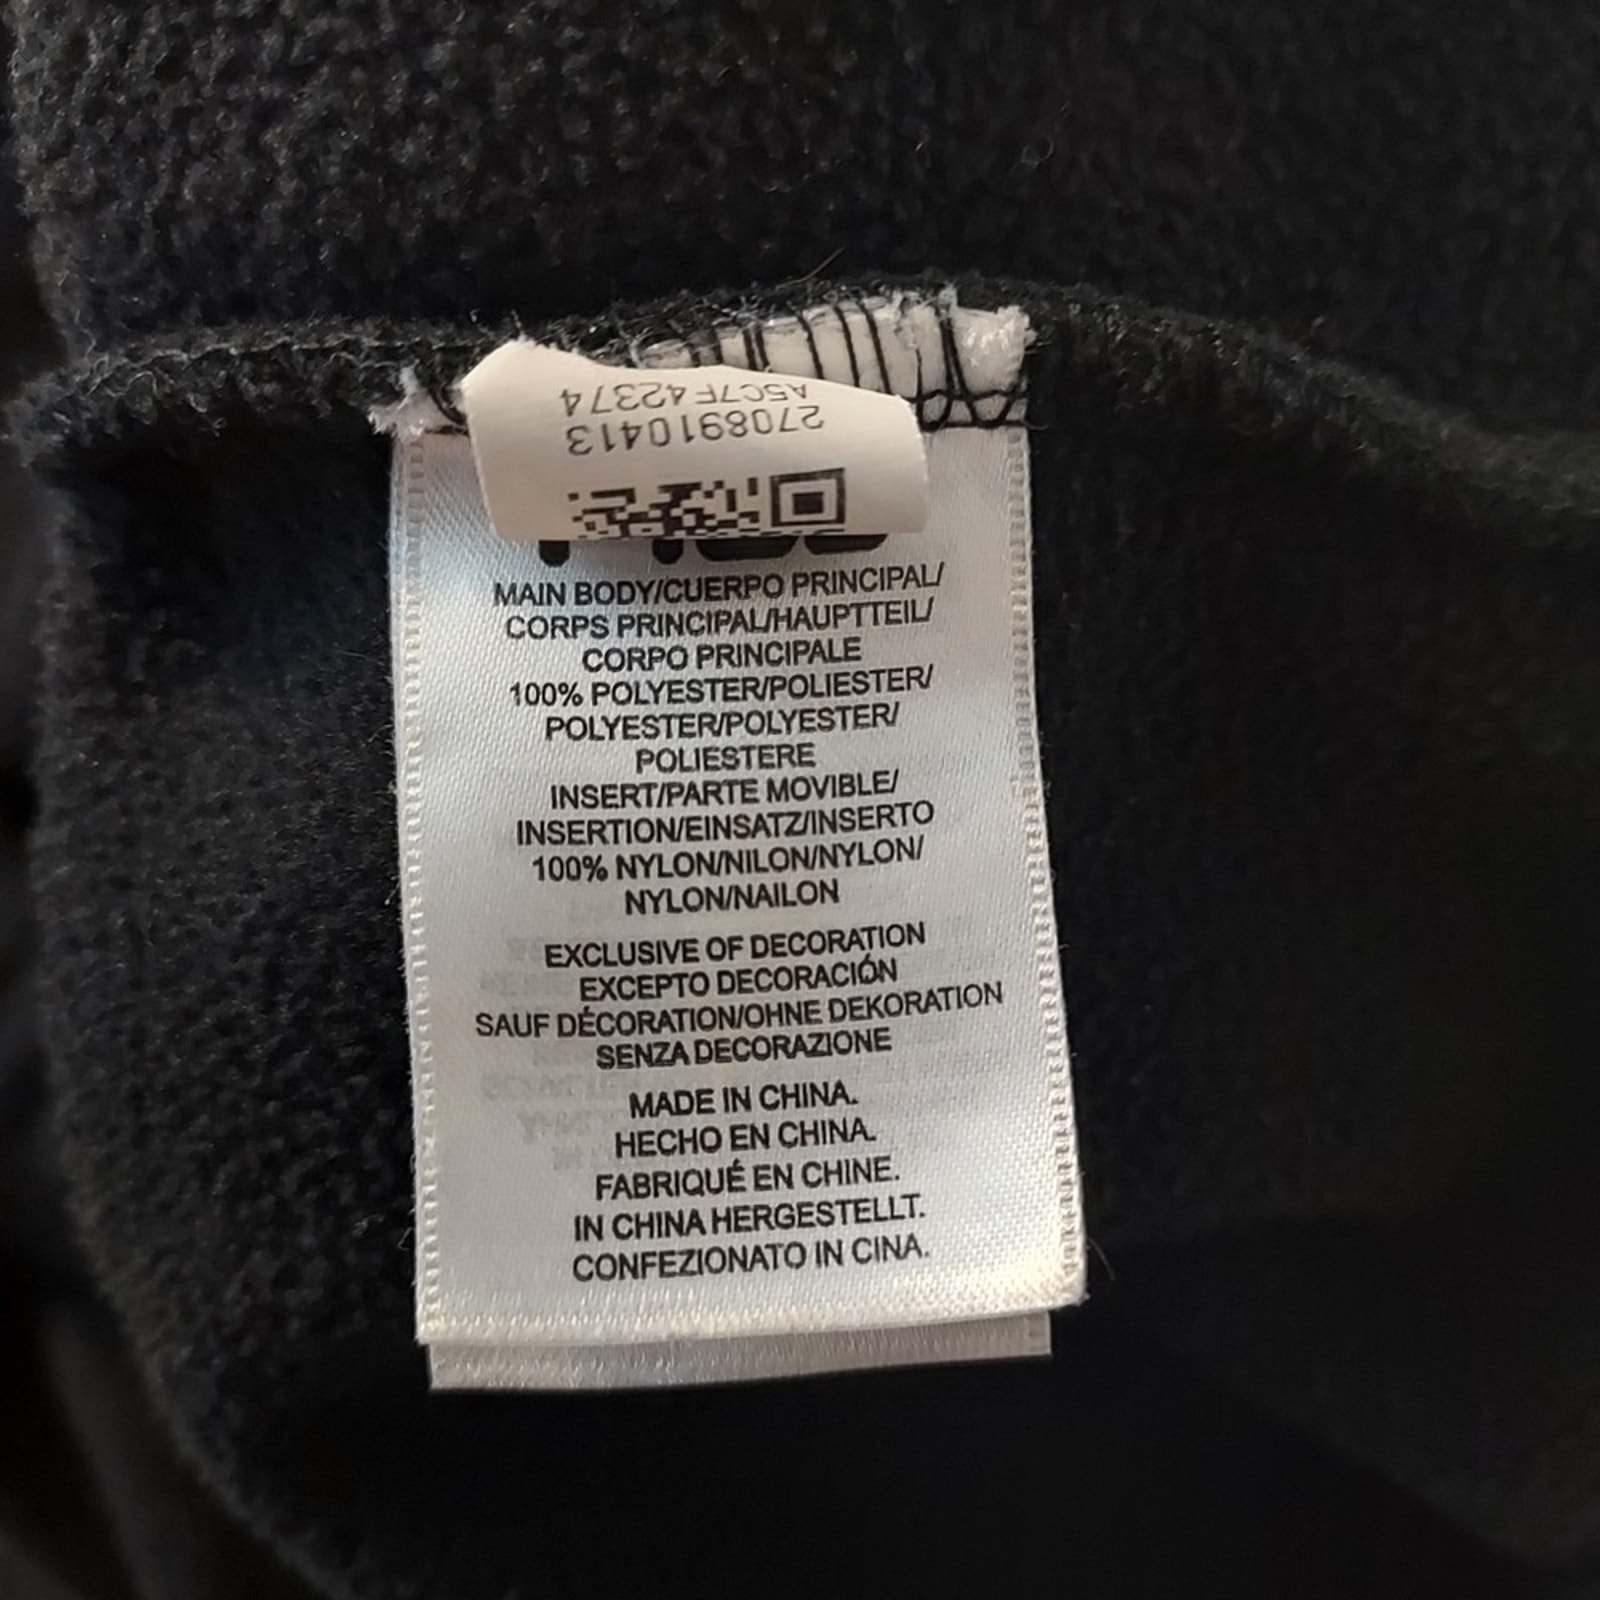 2708910413
A5C7F42374
MAIN BODY/CUERPO PRINCIPAL/
CORPS PRINCIPAL/HAUPTTEIL/
CORPO PRINCIPALE
100% POLYESTER/POLIESTER/
POLYESTER/POLYESTER/
POLIESTERE
INSERT/PARTE MOVIBLE/
INSERTION/EINSATZ/INSERTO
100% NYLON/NILON/NYLON/
NYLON/NAILON
EXCLUSIVE OF DECORATION
EXCEPTO DECORACIÓN
SAUF DÉCORATION/OHNE DEKORATION
SENZA DECORAZIONE
MADE IN CHINA.
HECHO EN CHINA.
FABRIQUÉ EN CHINE.
IN CHINA HERGESTELLT.
CONFEZIONATO IN CINA.